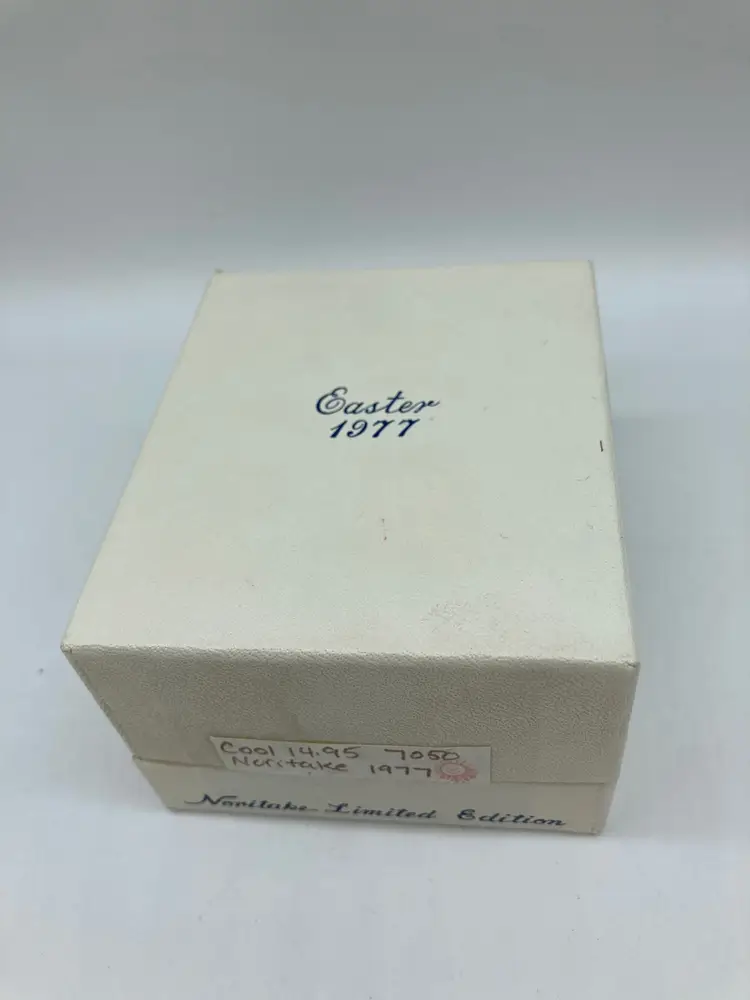 Easter
1977
Cool 14.95 7050
Noritake 1977
Noritake Limited Edition